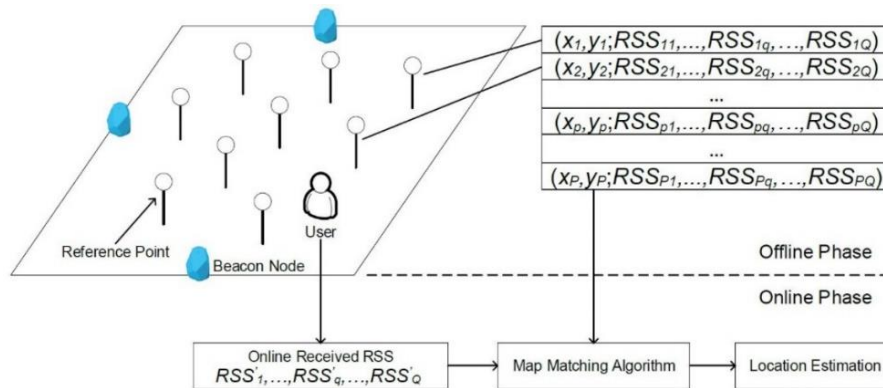 (x₁,y₁;RSS₁₁,...,RSS₁q,...,RSS₁Q)
(x₂,y₂;RSS₂₁,...,RSS₂q,...,RSS₂Q)
...
(xₚ,yₚ;RSSₚ₁,...,RSSpq,...,RSSpQ)
...
(xP,yP;RSSP₁,...,RSSPq,...,RSSPQ)
User
Reference Point
Beacon Node
Offline Phase
Online Phase
Online Received RSS
RSS'₁,...,RSS'q,...,RSS'Q
Map Matching Algorithm
Location Estimation